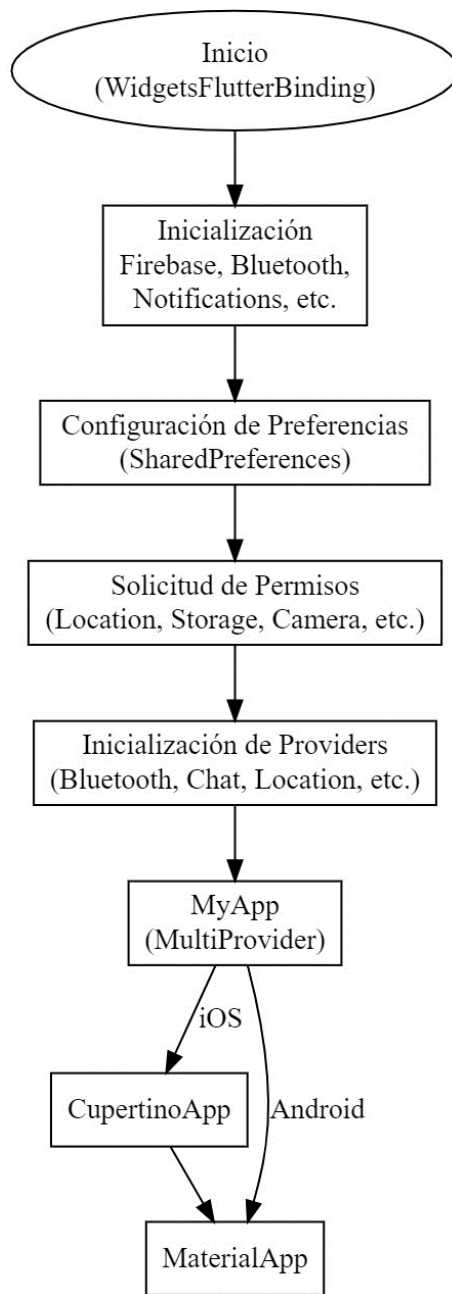 Inicio
(WidgetsFlutterBinding)
Inicialización
Firebase, Bluetooth,
Notifications, etc.
Configuración de Preferencias
(SharedPreferences)
Solicitud de Permisos
(Location, Storage, Camera, etc.)
Inicialización de Providers
(Bluetooth, Chat, Location, etc.)
MyApp
(MultiProvider)
iOS
CupertinoApp
Android
MaterialApp